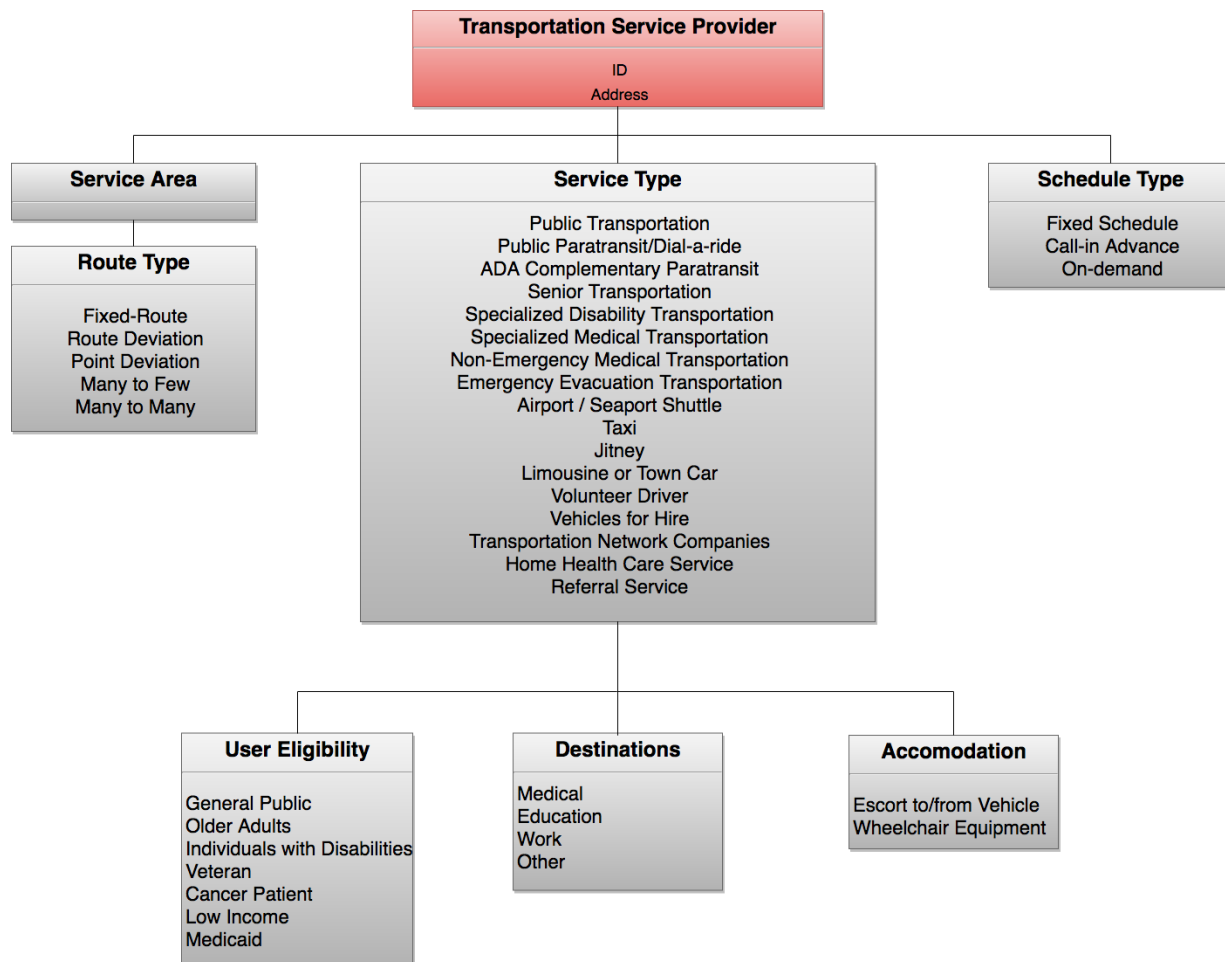 Transportation Service Provider
ID
Address
Service Area
Route Type
Fixed-Route
Route Deviation
Point Deviation
Many to Few
Many to Many
Service Type
Public Transportation
Public Paratransit/Dial-a-ride
ADA Complementary Paratransit
Senior Transportation
Specialized Disability Transportation
Specialized Medical Transportation
Non-Emergency Medical Transportation
Emergency Evacuation Transportation
Airport / Seaport Shuttle
Taxi
Jitney
Limousine or Town Car
Volunteer Driver
Vehicles for Hire
Transportation Network Companies
Home Health Care Service
Referral Service
Schedule Type
Fixed Schedule
Call-in Advance
On-demand
User Eligibility
General Public
Older Adults
Individuals with Disabilities
Veteran
Cancer Patient
Low Income
Medicaid
Destinations
Medical
Education
Work
Other
Accomodation
Escort to/from Vehicle
Wheelchair Equipment